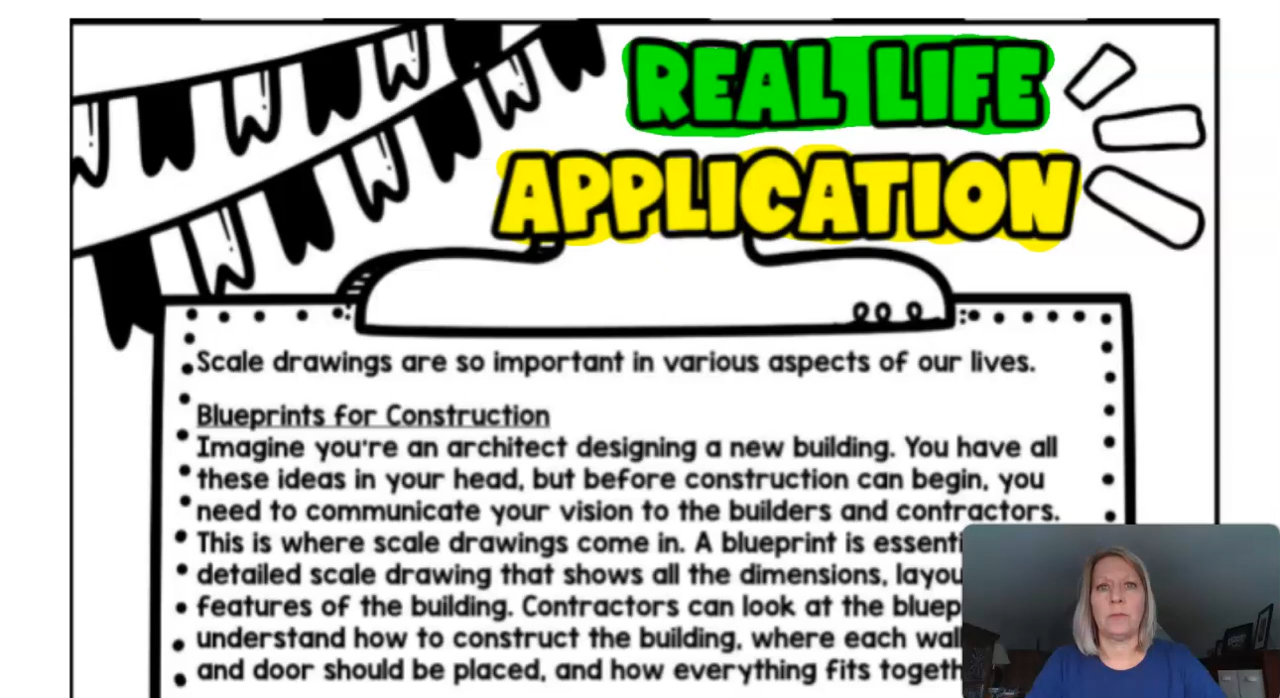 REAL LIFE
APPLICATION
Scale drawings are so important in various aspects of our lives.
Blueprints for Construction
Imagine you're an architect designing a new building. You have all
these ideas in your head, but before construction can begin, you
need to communicate your vision to the builders and contractors.
This is where scale drawings come in. A blueprint is
detailed scale drawing that shows all the dimensions,
features of the building. Contractors can look at the
understand how to construct the building, where each
and door should be placed, and how everything fits